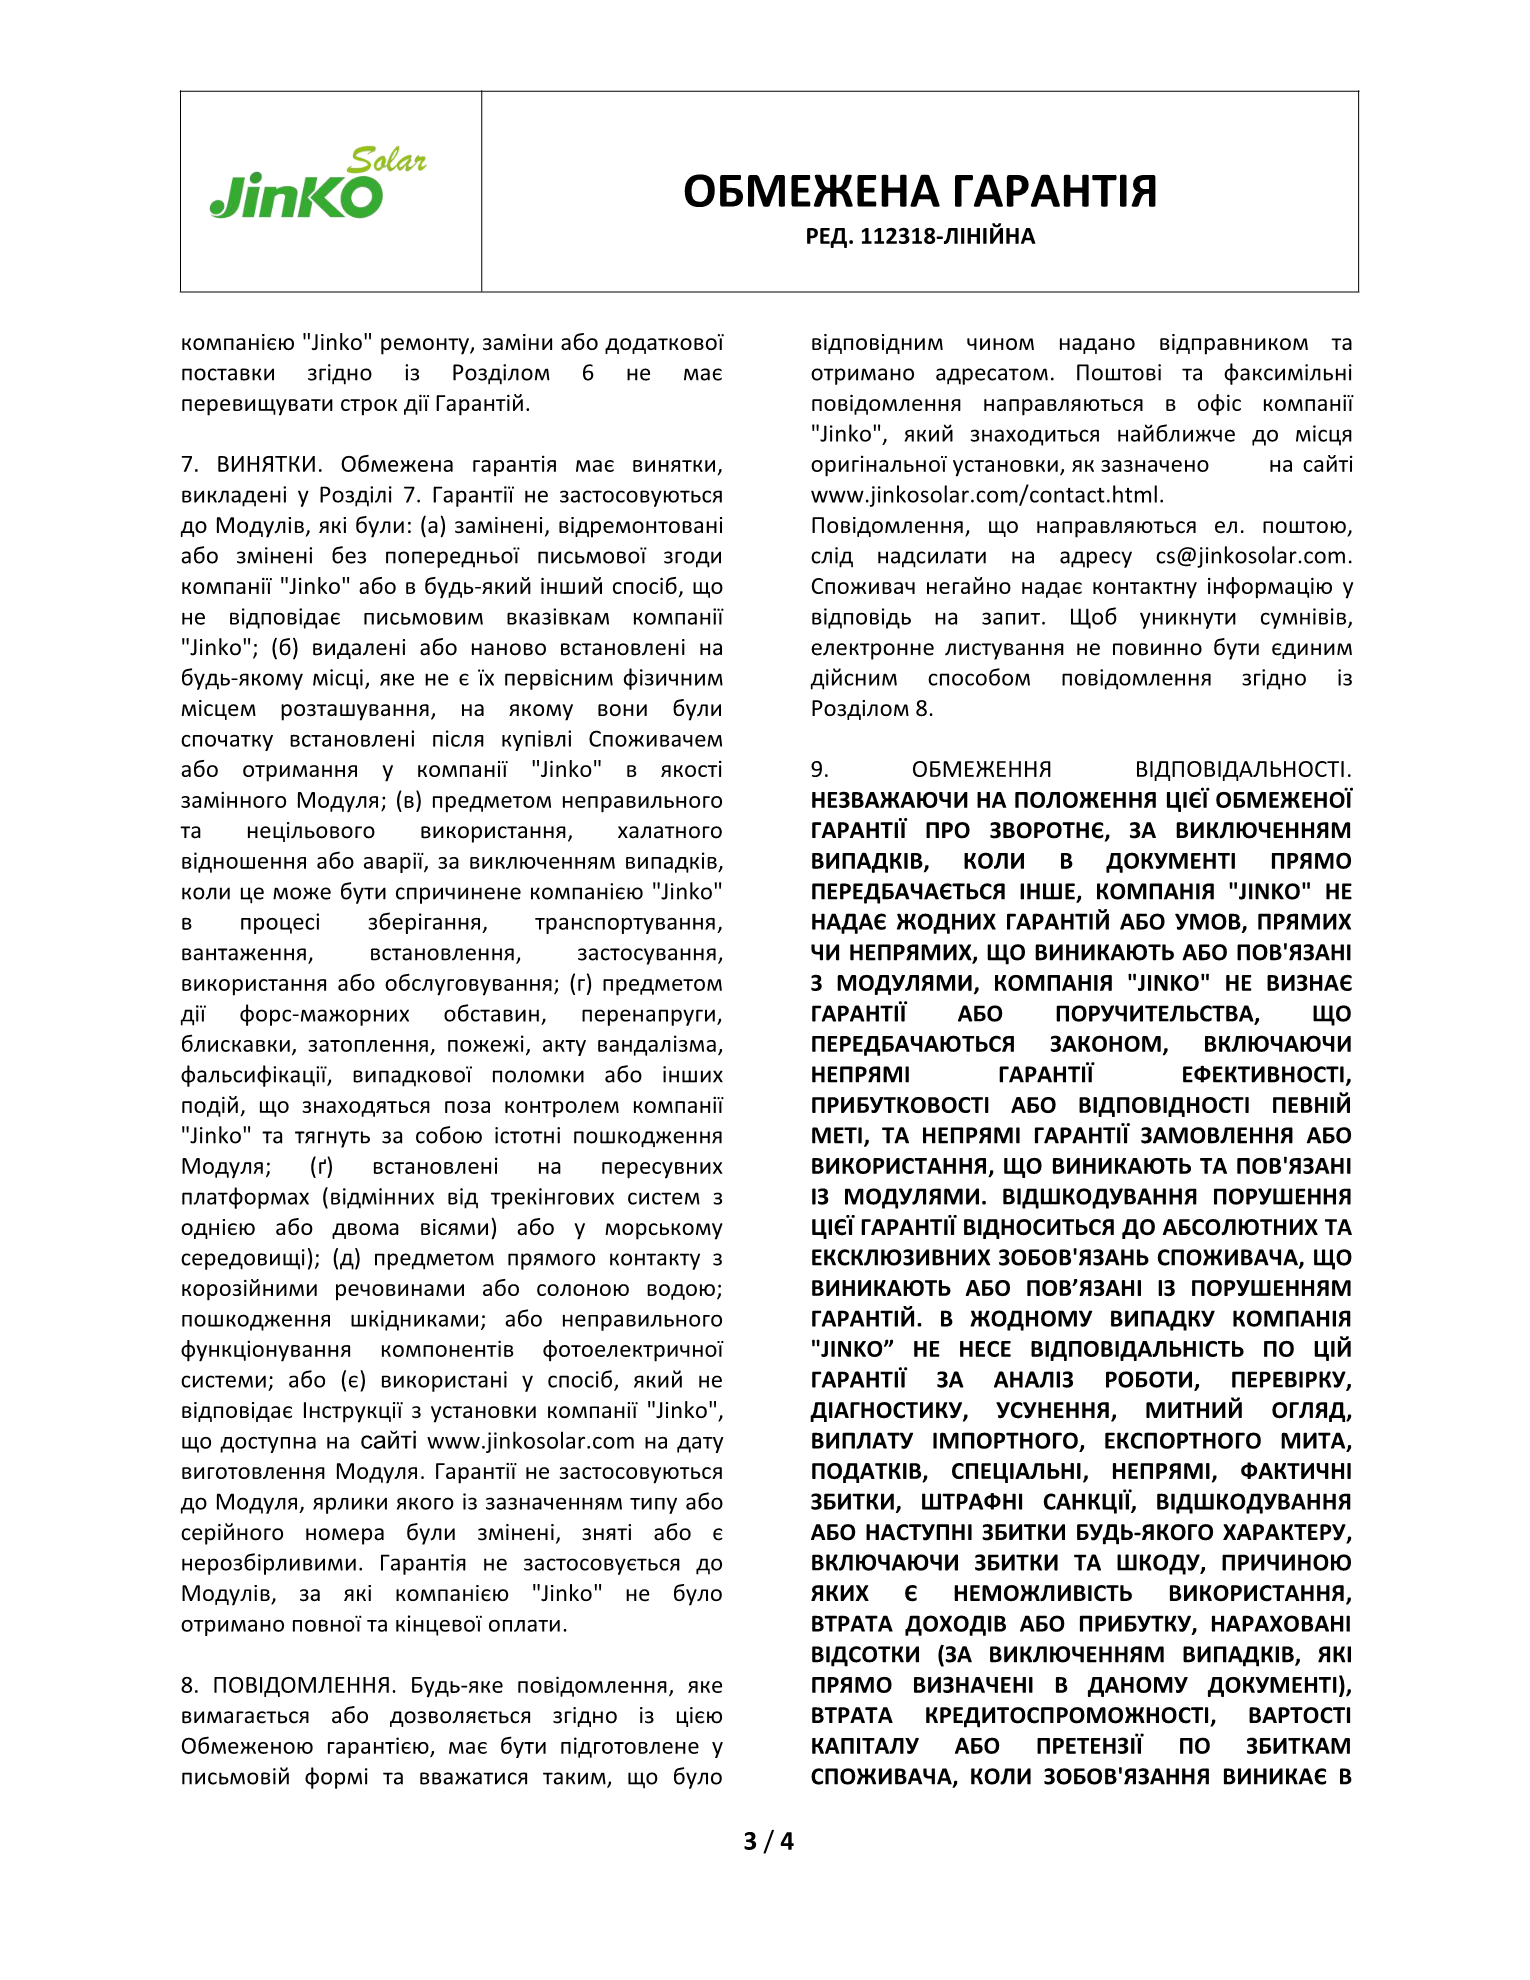 Solar
JinKO
ОБМЕЖЕНА ГАРАНТІЯ
РЕД. 112318-ЛІНІЙНА
компанією "Jinko" ремонту, заміни або додаткової
поставки згідно із Розділом 6 не має
перевищувати строк дії Гарантій.
7. ВИНЯТКИ. Обмежена гарантія має винятки,
викладені у Розділі 7. Гарантії не застосовуються
до Модулів, які були: (а) замінені, відремонтовані
або змінені без попередньої письмової згоди
компанії "Jinko" або в будь-який інший спосіб, що
не відповідає письмовим вказівкам компанії
"Jinko"; (б) видалені або наново встановлені на
будь-якому місці, яке не є їх первісним фізичним
місцем розташування, на якому вони були
спочатку встановлені після купівлі Споживачем
або отримання у компанії "Jinko" в якості
замінного Модуля; (в) предметом неправильного
та нецільового використання, халатного
відношення або аварії, за виключенням випадків,
коли це може бути спричинене компанією "Jinko"
в процесі зберігання, транспортування,
вантаження, встановлення, застосування,
використання або обслуговування; (г) предметом
дії форс-мажорних обставин, перенапруги,
блискавки, затоплення, пожежі, акту вандалізма,
фальсифікації, випадкової поломки або інших
подій, що знаходяться поза контролем компанії
"Jinko" та тягнуть за собою істотні пошкодження
Модуля; (ґ) встановлені на пересувних
платформах (відмінних від трекінгових систем з
однією або двома вісями) або у морському
середовищі); (д) предметом прямого контакту з
корозійними речовинами або солоною водою;
пошкодження шкідниками; або неправильного
функціонування компонентів фотоелектричної
системи; або (є) використані у спосіб, який не
відповідає Інструкції з установки компанії "Jinko",
що доступна на сайті www.jinkosolar.com на дату
виготовлення Модуля. Гарантії не застосовуються
до Модуля, ярлики якого із зазначенням типу або
серійного номера були змінені, зняті або є
нерозбірливими. Гарантія не застосовується до
Модулів, за які компанією "Jinko" не було
отримано повної та кінцевої оплати.
8. ПОВІДОМЛЕННЯ. Будь-яке повідомлення, яке
вимагається або дозволяється згідно із цією
Обмеженою гарантією, має бути підготовлене у
письмовій формі та вважатися таким, що було
відповідним чином надано відправником та
отримано адресатом. Поштові та факсимільні
повідомлення направляються в офіс компанії
"Jinko", який знаходиться найближче до місця
оригінальної установки, як зазначено на сайті
www.jinkosolar.com/contact.html.
Повідомлення, що направляються ел. поштою,
слід надсилати на адресу cs@jinkosolar.com.
Споживач негайно надає контактну інформацію у
відповідь на запит. Щоб уникнути сумнівів,
електронне листування не повинно бути єдиним
дійсним способом повідомлення згідно із
Розділом 8.
9. ОБМЕЖЕННЯ ВІДПОВІДАЛЬНОСТІ.
НЕЗВАЖАЮЧИ НА ПОЛОЖЕННЯ ЦІЄЇ ОБМЕЖЕНОЇ
ГАРАНТІЇ ПРО ЗВОРОТНЄ, ЗА ВИКЛЮЧЕННЯМ
ВИПАДКІВ, КОЛИ В ДОКУМЕНТІ ПРЯМО
ПЕРЕДБАЧАЄТЬСЯ ІНШЕ, КОМПАНІЯ "JINKO" НЕ
НАДАЄ ЖОДНИХ ГАРАНТІЙ АБО УМОВ, ПРЯМИХ
ЧИ НЕПРЯМИХ, ЩО ВИНИКАЮТЬ АБО ПОВ'ЯЗАНІ
З МОДУЛЯМИ, КОМПАНІЯ "JINKO" НЕ ВИЗНАЄ
ГАРАНТІЇ АБО ПОРУЧИТЕЛЬСТВА, ЩО
ПЕРЕДБАЧАЮТЬСЯ ЗАКОНОМ, ВКЛЮЧАЮЧИ
НЕПРЯМІ ГАРАНТІЇ ЕФЕКТИВНОСТІ,
ПРИБУТКОВОСТІ АБО ВІДПОВІДНОСТІ ПЕВНІЙ
МЕТІ, ТА НЕПРЯМІ ГАРАНТІЇ ЗАМОВЛЕННЯ АБО
ВИКОРИСТАННЯ, ЩО ВИНИКАЮТЬ ТА ПОВ'ЯЗАНІ
ІЗ МОДУЛЯМИ. ВІДШКОДУВАННЯ ПОРУШЕННЯ
ЦІЄЇ ГАРАНТІЇ ВІДНОСИТЬСЯ ДО АБСОЛЮТНИХ ТА
ЕКСКЛЮЗИВНИХ ЗОБОВ'ЯЗАНЬ СПОЖИВАЧА, ЩО
ВИНИКАЮТЬ АБО ПОВ’ЯЗАНІ ІЗ ПОРУШЕННЯМ
ГАРАНТІЙ. В ЖОДНОМУ ВИПАДКУ КОМПАНІЯ
"JINKO” НЕ НЕСЕ ВІДПОВІДАЛЬНІСТЬ ПО ЦІЙ
ГАРАНТІЇ ЗА АНАЛІЗ РОБОТИ, ПЕРЕВІРКУ,
ДІАГНОСТИКУ, УСУНЕННЯ, МИТНИЙ ОГЛЯД,
ВИПЛАТУ ІМПОРТНОГО, ЕКСПОРТНОГО МИТА,
ПОДАТКІВ, СПЕЦІАЛЬНІ, НЕПРЯМІ, ФАКТИЧНІ
ЗБИТКИ, ШТРАФНІ САНКЦІЇ, ВІДШКОДУВАННЯ
АБО НАСТУПНІ ЗБИТКИ БУДЬ-ЯКОГО ХАРАКТЕРУ,
ВКЛЮЧАЮЧИ ЗБИТКИ ТА ШКОДУ, ПРИЧИНОЮ
ЯКИХ Є НЕМОЖЛИВІСТЬ ВИКОРИСТАННЯ,
ВТРАТА ДОХОДІВ АБО ПРИБУТКУ, НАРАХОВАНІ
ВІДСОТКИ (ЗА ВИКЛЮЧЕННЯМ ВИПАДКІВ, ЯКІ
ПРЯМО ВИЗНАЧЕНІ В ДАНОМУ ДОКУМЕНТІ),
ВТРАТА КРЕДИТОСПРОМОЖНОСТІ, ВАРТОСТІ
КАПІТАЛУ АБО ПРЕТЕНЗІЇ ПО ЗБИТКАМ
СПОЖИВАЧА, КОЛИ ЗОБОВ'ЯЗАННЯ ВИНИКАЄ В
3 / 4